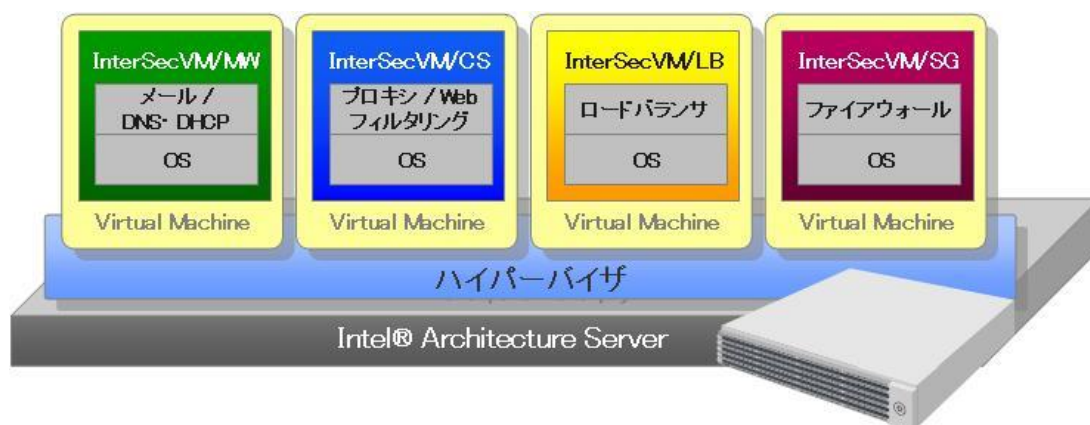 InterSecVM/MW
メール /
DNS・DHCP
OS
Virtual Machine
InterSecVM/CS
プロキシ / Web
フィルタリング
OS
Virtual Machine
InterSecVM/LB
ロードバランサ
OS
Virtual Machine
InterSecVM/SG
ファイアウォール
OS
Virtual Machine
ハイパーバイザ
Intel® Architecture Server